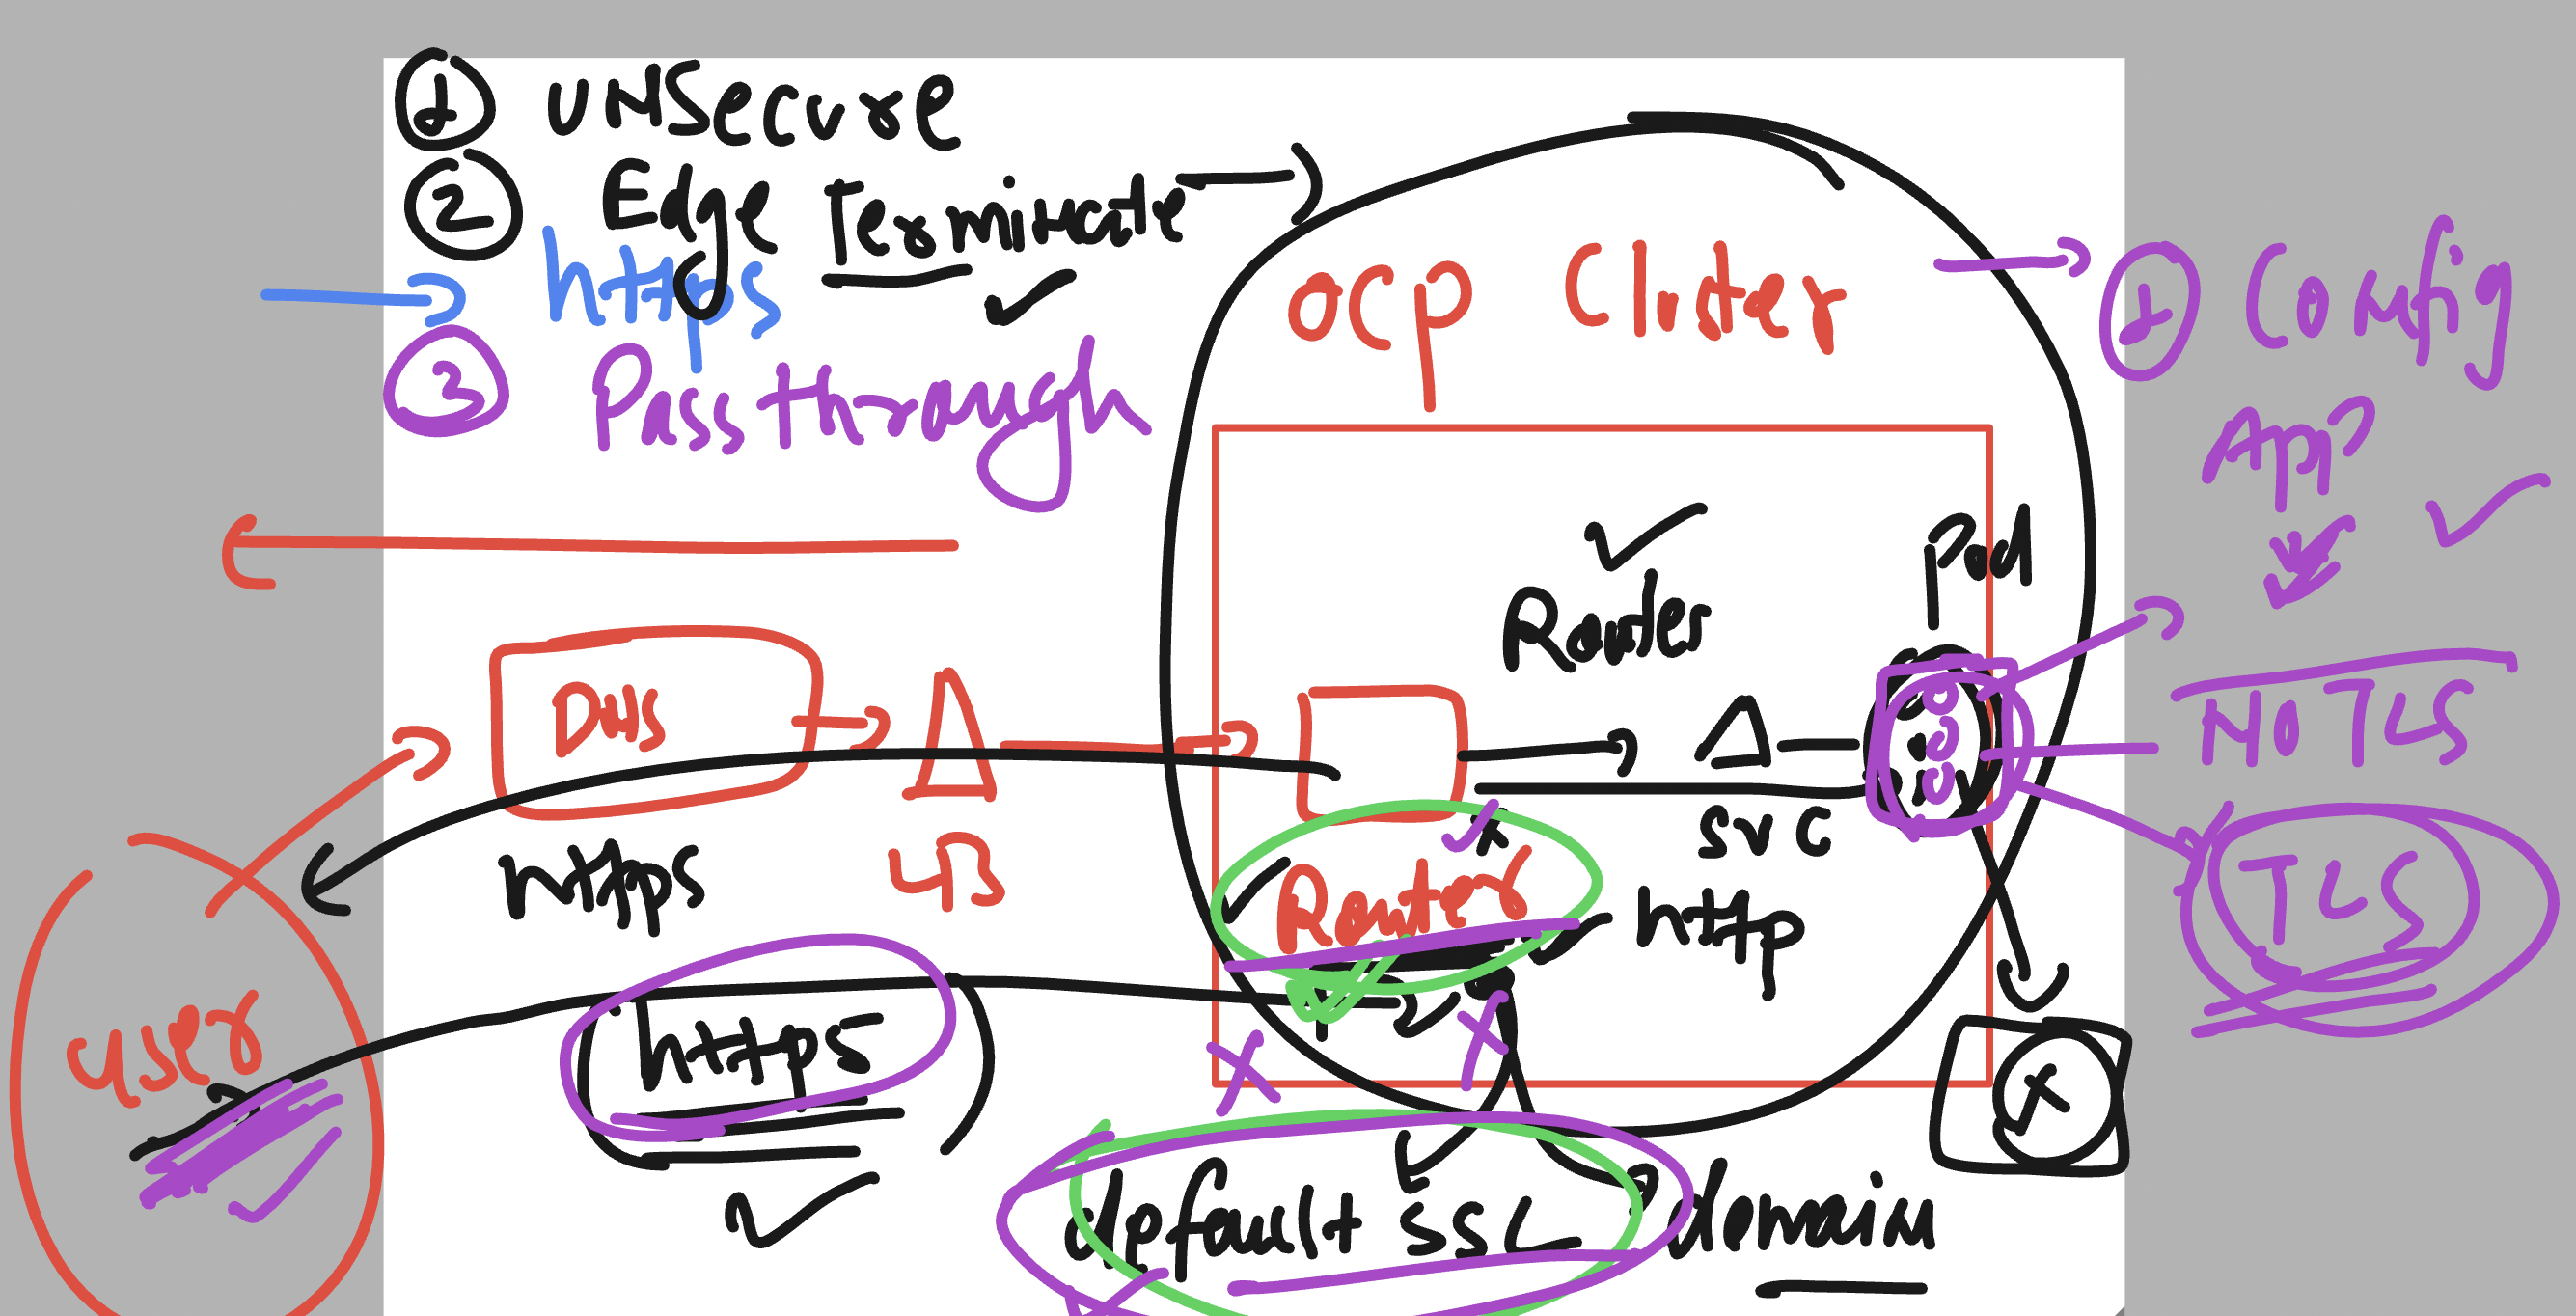 1 UNSecure
2 Edge Terminate
https
3 Passthrough
OCP Cluster
1 Config
App
Pod
Router
NO TLS
DNS
SVC
https
43
Router
http
TLS
user
https
x
default SSL
domain